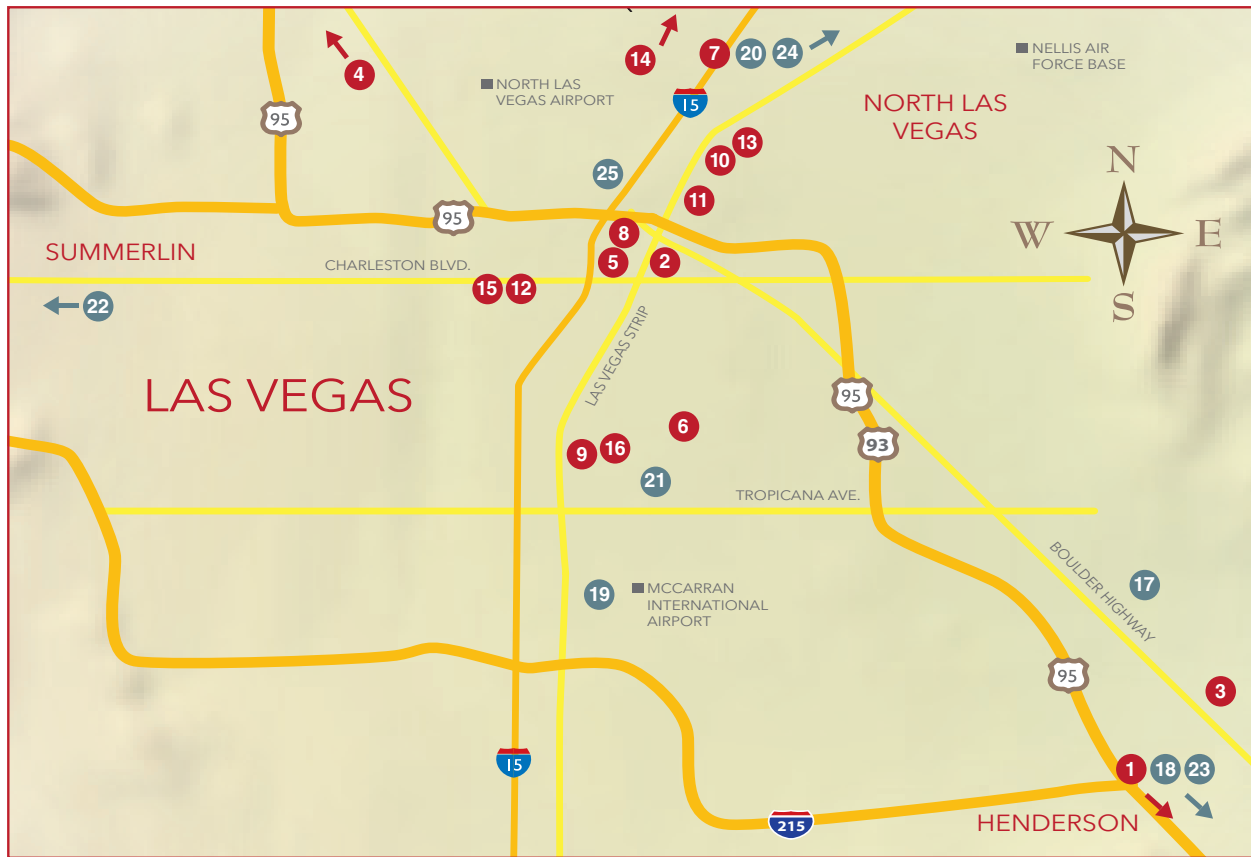 14
7
20
24
4
NORTH LAS
VEGAS AIRPORT
NELLIS AIR
FORCE BASE
15
95
NORTH LAS
VEGAS
13
10
25
11
N
W
E
S
95
8
SUMMERLIN
CHARLESTON BLVD.
5
2
15
12
22
LAS VEGAS STRIP
LAS VEGAS
95
93
6
9
16
21
TROPICANA AVE.
BOULDER HIGHWAY
17
19
MCCARRAN
INTERNATIONAL
AIRPORT
95
3
15
1
18
23
215
HENDERSON